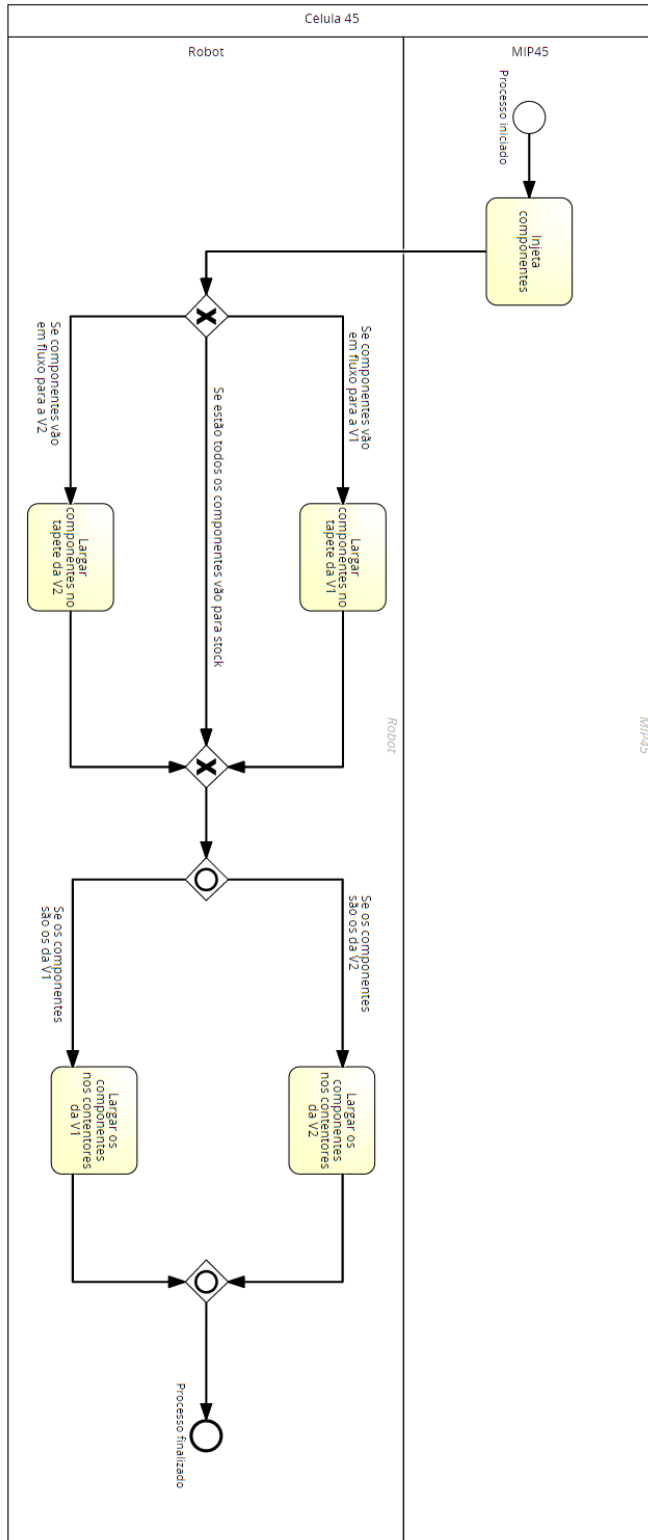 Célula 45
Robot
MIP45
Processo iniciado
Injeta
componentes
Se componentes vão
em fluxo para a V1
Se estão todos os componentes vão para stock
Se componentes vão
em fluxo para a V2
Largar
componentes no
tapete da V1
Largar
componentes no
tapete da V2
MIP45
Robot
Se os componentes
são os da V2
Se os componentes
são os da V1
Largar os
componentes
nos contentores
da V2
Largar os
componentes
nos contentores
da V1
Processo finalizado